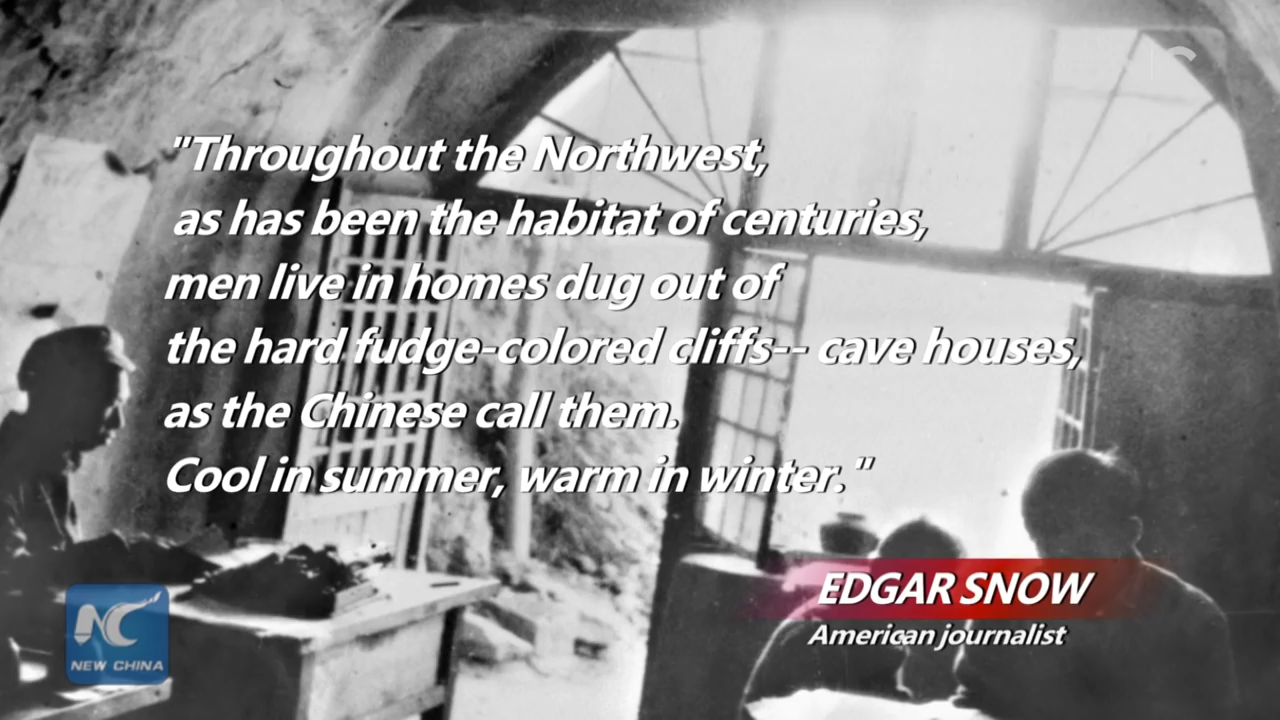 "Throughout the Northwest,
as has been the habitat of centuries,
men live in homes dug out of
the hard fudge-colored cliffs-- cave houses,
as the Chinese call them.
Cool in summer, warm in winter."
EDGAR SNOW
American journalist
NC
NEW CHINA